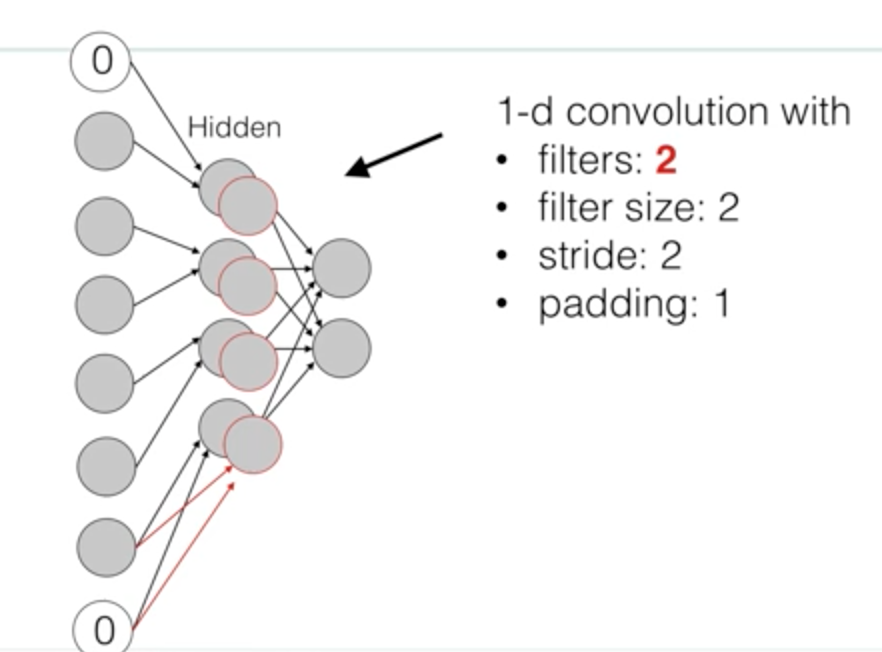 0
Hidden
1-d convolution with
• filters: 2
• filter size: 2
• stride: 2
• padding: 1
0